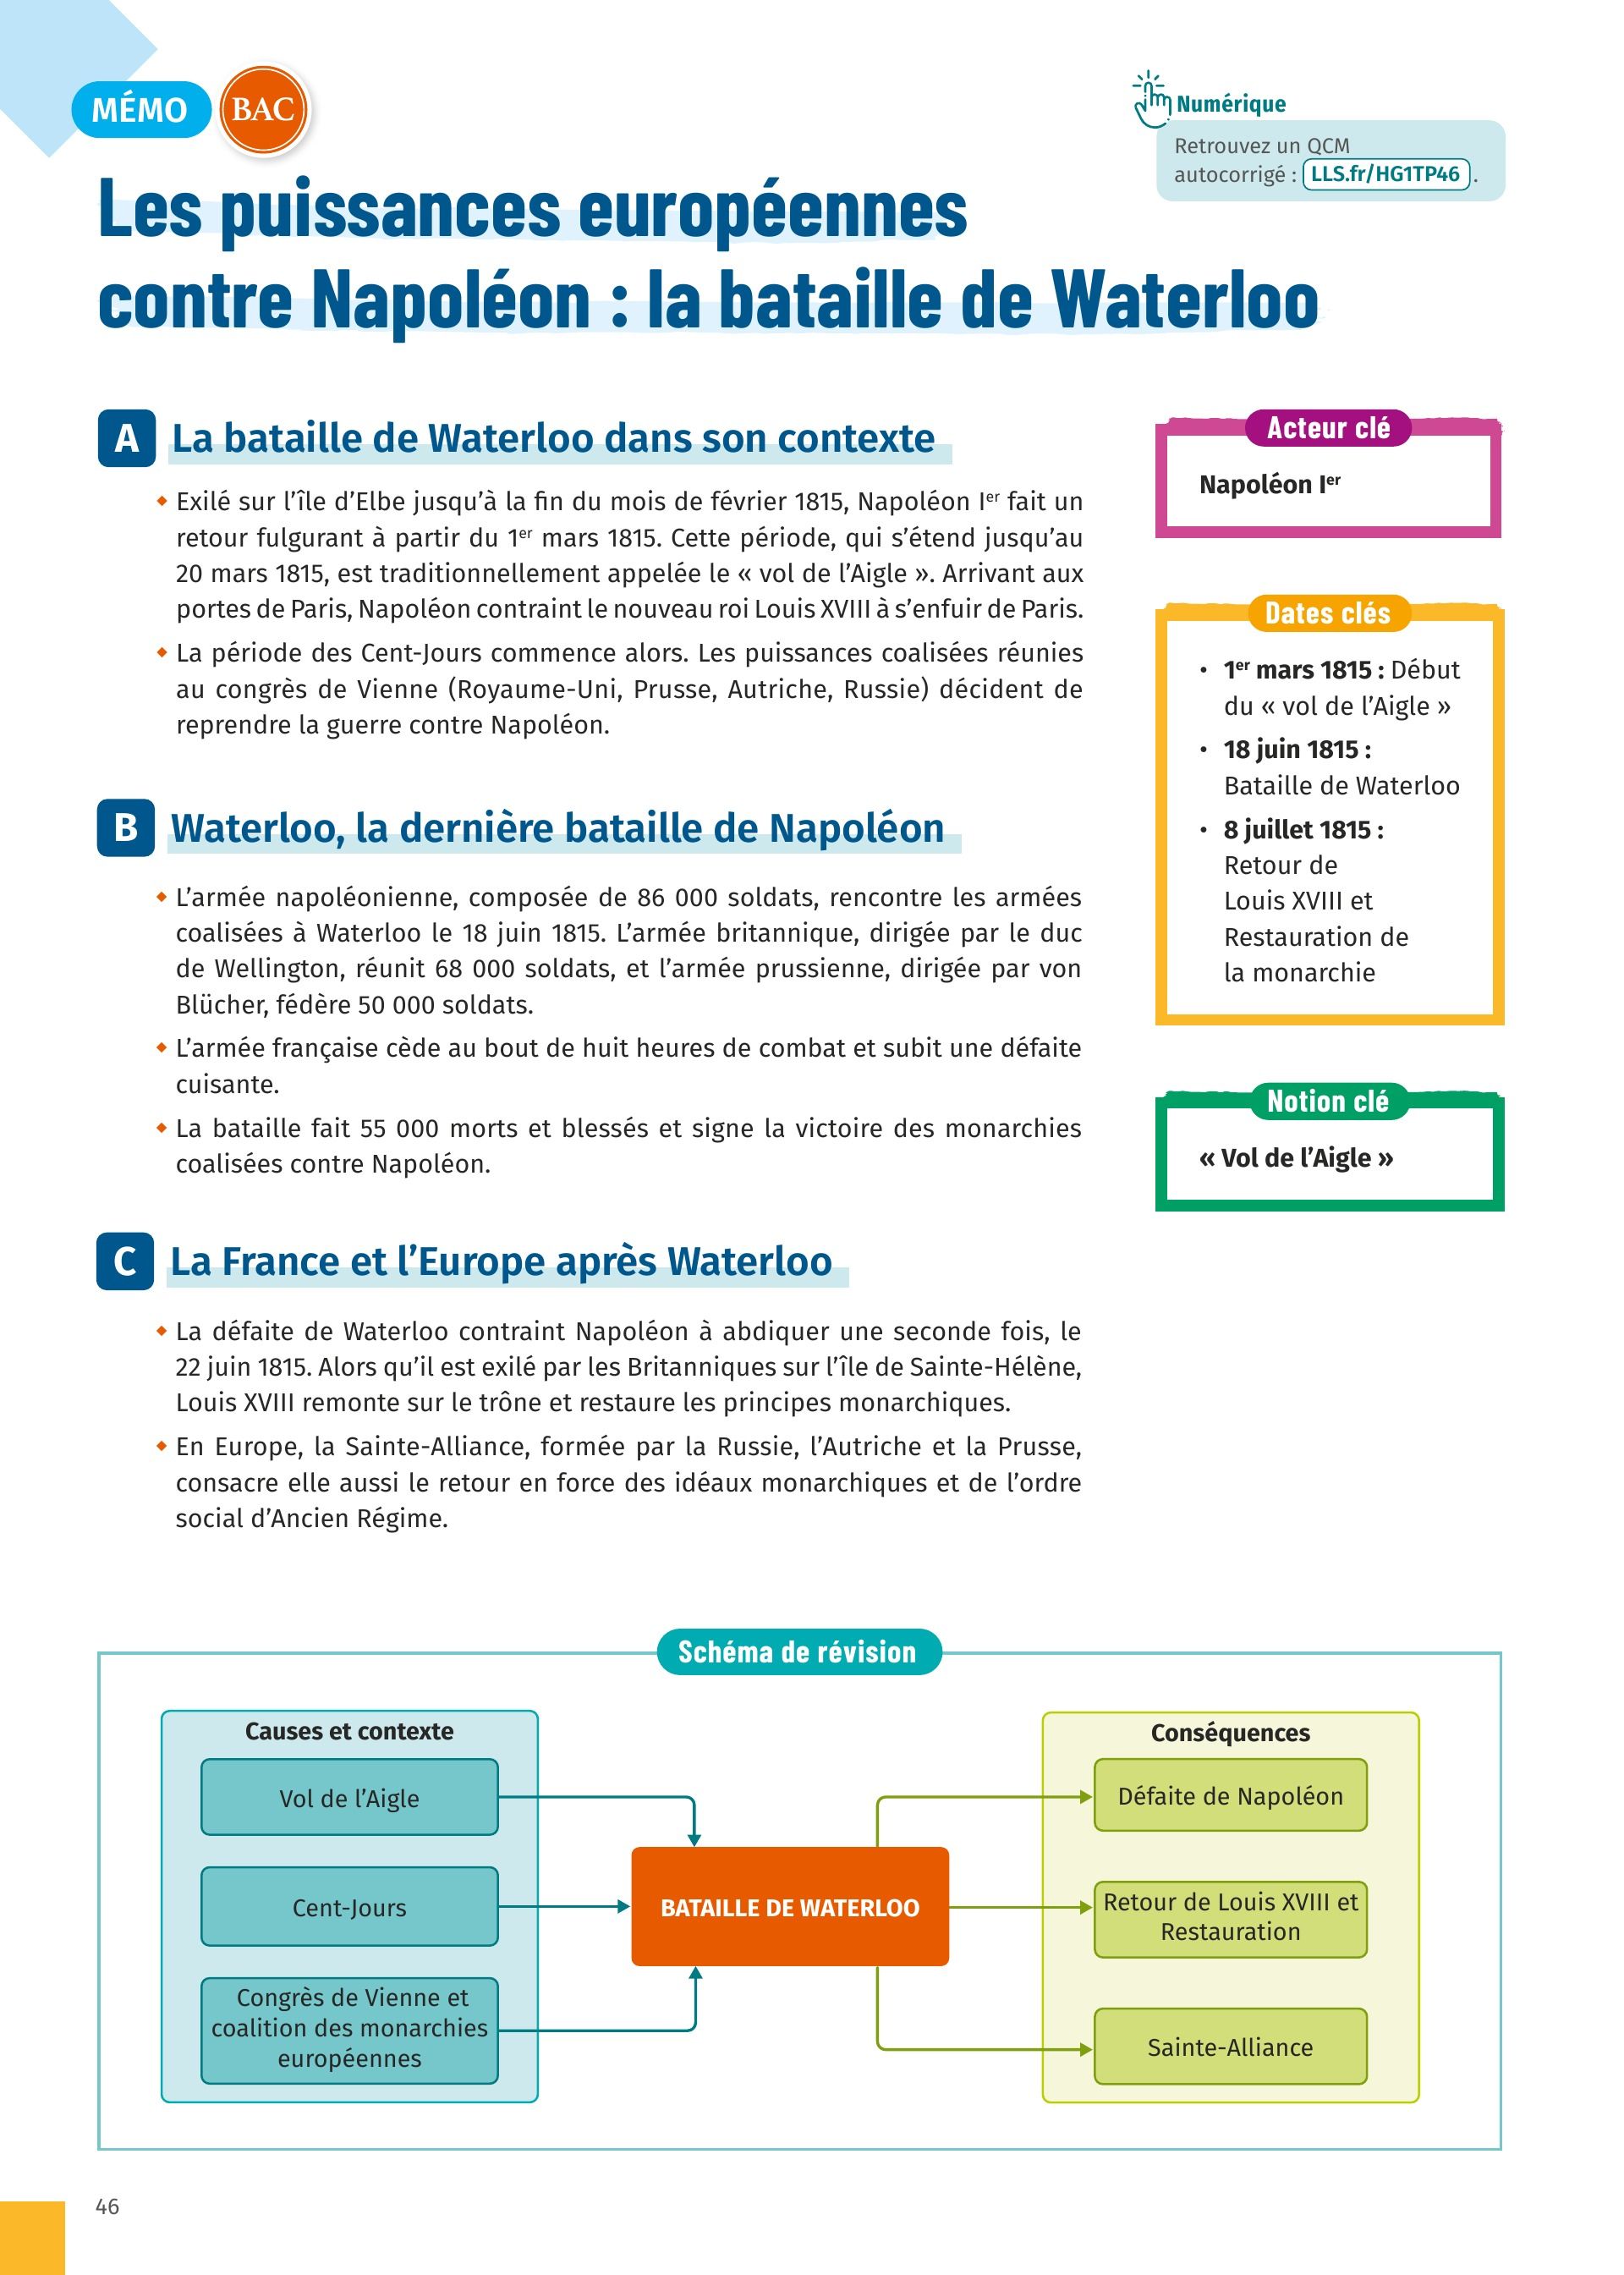 MÉMO
BAC
Numérique
Retrouvez un QCM
autocorrigé : LLS.fr/HG1TP46 .
Les puissances européennes
contre Napoléon : la bataille de Waterloo
A La bataille de Waterloo dans son contexte
Exilé sur l’île d’Elbe jusqu’à la fin du mois de février 1815, Napoléon Ier fait un
retour fulgurant à partir du 1er mars 1815. Cette période, qui s’étend jusqu’au
20 mars 1815, est traditionnellement appelée le « vol de l’Aigle ». Arrivant aux
portes de Paris, Napoléon contraint le nouveau roi Louis XVIII à s’enfuir de Paris.
La période des Cent-Jours commence alors. Les puissances coalisées réunies
au congrès de Vienne (Royaume-Uni, Prusse, Autriche, Russie) décident de
reprendre la guerre contre Napoléon.
B Waterloo, la dernière bataille de Napoléon
L’armée napoléonienne, composée de 86 000 soldats, rencontre les armées
coalisées à Waterloo le 18 juin 1815. L’armée britannique, dirigée par le duc
de Wellington, réunit 68 000 soldats, et l’armée prussienne, dirigée par von
Blücher, fédère 50 000 soldats.
L’armée française cède au bout de huit heures de combat et subit une défaite
cuisante.
La bataille fait 55 000 morts et blessés et signe la victoire des monarchies
coalisées contre Napoléon.
C La France et l’Europe après Waterloo
La défaite de Waterloo contraint Napoléon à abdiquer une seconde fois, le
22 juin 1815. Alors qu’il est exilé par les Britanniques sur l’île de Sainte-Hélène,
Louis XVIII remonte sur le trône et restaure les principes monarchiques.
En Europe, la Sainte-Alliance, formée par la Russie, l’Autriche et la Prusse,
consacre elle aussi le retour en force des idéaux monarchiques et de l’ordre
social d’Ancien Régime.
Acteur clé
Napoléon Ier
Dates clés
• 1er mars 1815 : Début
du « vol de l’Aigle »
• 18 juin 1815 :
Bataille de Waterloo
• 8 juillet 1815 :
Retour de
Louis XVIII et
Restauration de
la monarchie
Notion clé
« Vol de l’Aigle »
Schéma de révision
Causes et contexte
Vol de l’Aigle
Cent-Jours
Congrès de Vienne et
coalition des monarchies
européennes
BATAILLE DE WATERLOO
Conséquences
Défaite de Napoléon
Retour de Louis XVIII et
Restauration
Sainte-Alliance
46